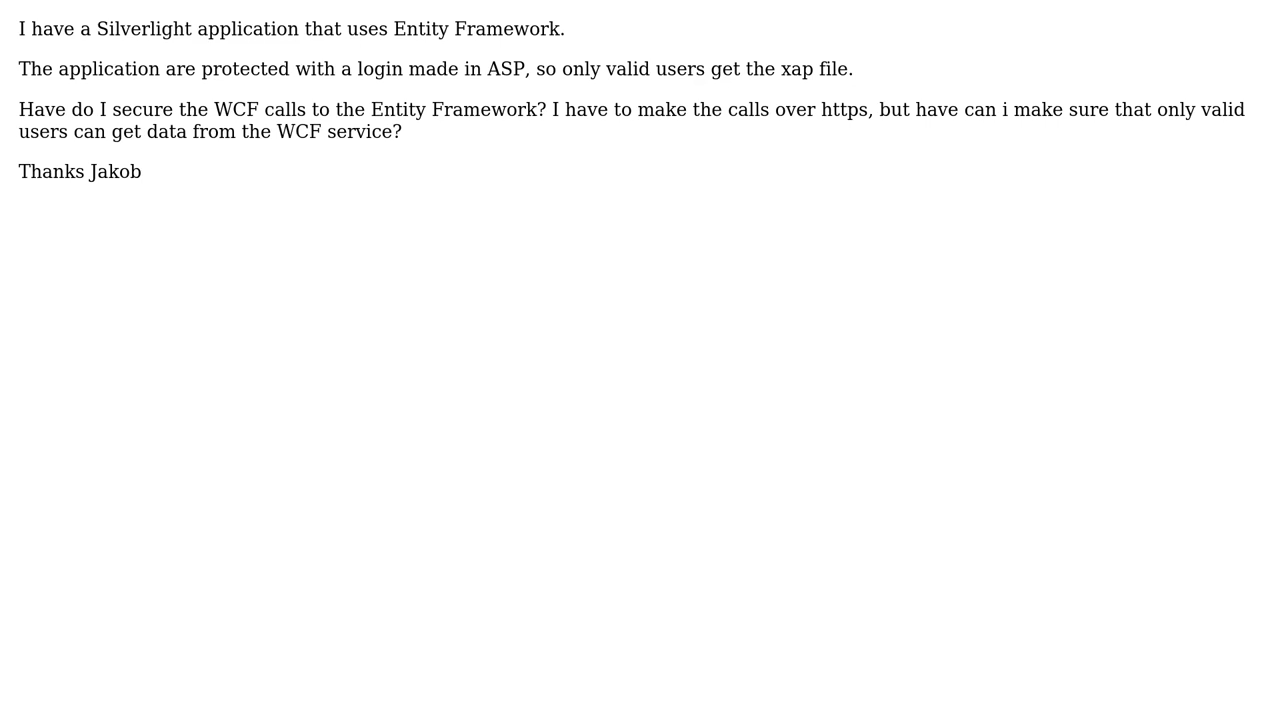 I have a Silverlight application that uses Entity Framework.
The application are protected with a login made in ASP, so only valid users get the xap file.
Have do I secure the WCF calls to the Entity Framework? I have to make the calls over https, but have can i make sure that only valid
users can get data from the WCF service?
Thanks Jakob